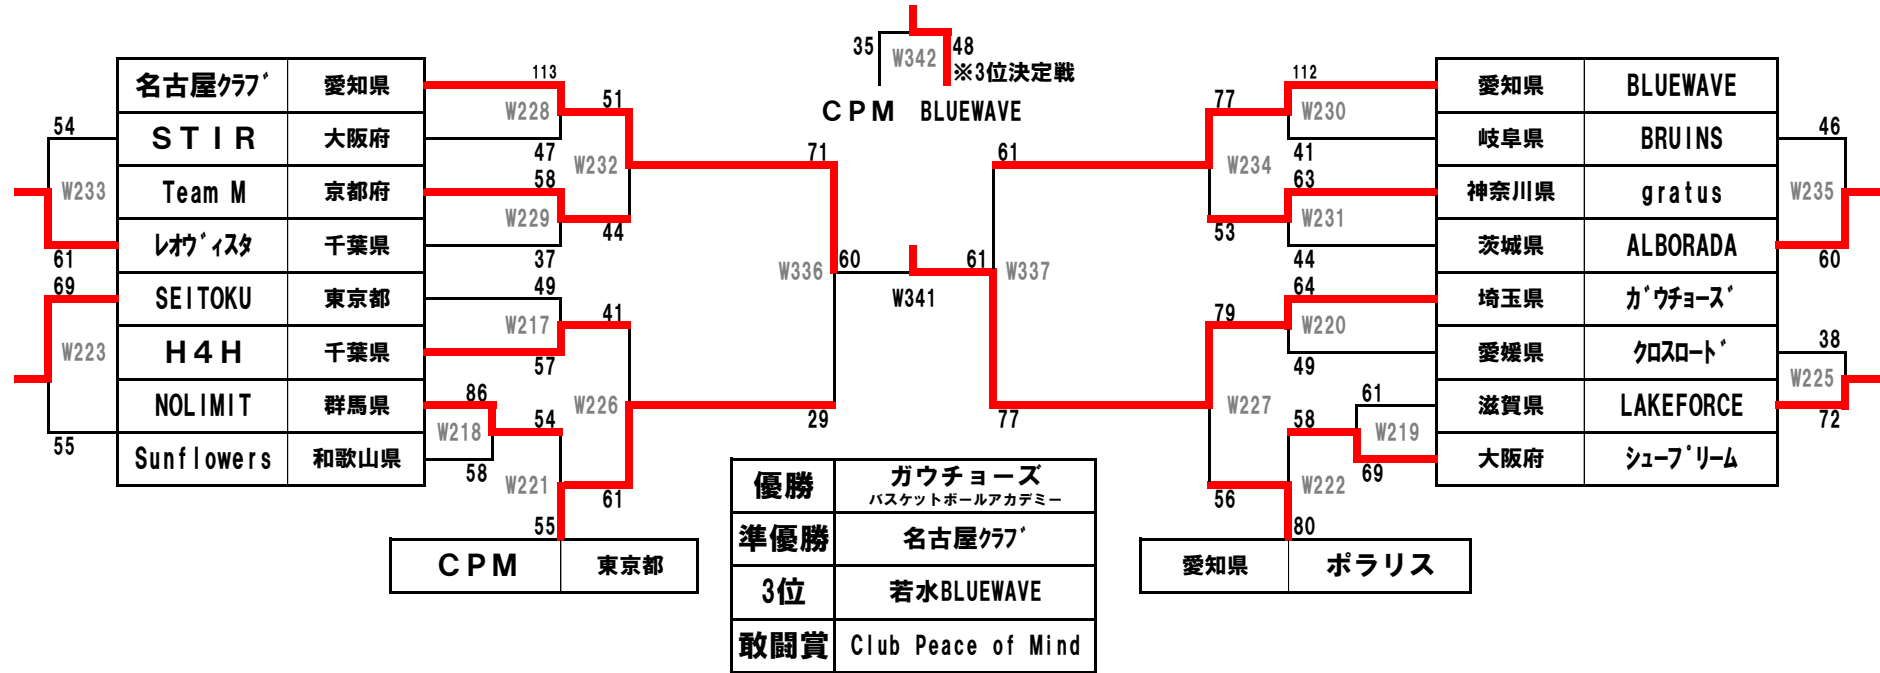 35 W342 48
※3位決定戦
CPM BLUEWAVE
名古屋ｸﾗﾌﾞ 愛知県
STIR 大阪府
Team M 京都府
ﾚｵｳﾞｨｽﾀ 千葉県
SEITOKU 東京都
H4H 千葉県
NOLIMIT 群馬県
Sunflowers 和歌山県
CPM 東京都
54
W233
61
69
W223
55
113
W228
47
58
W229
37
49
W217
57
86
W218
58
54
W221
55
51
W232
44
41
W226
61
71
W336
29
60
W341
61
61
W337
77
77
W234
53
79
W227
56
112
W230
41
63
W231
44
64
W220
49
61
W219
69
58
W222
80
愛知県 BLUEWAVE
岐阜県 BRUINS
神奈川県 gratus
茨城県 ALBORADA
埼玉県 ｶﾞｳﾁｮｰｽﾞ
愛媛県 ｸﾛｽﾛｰﾄﾞ
滋賀県 LAKEFORCE
大阪府 ｼｭｰﾌﾟﾘｰﾑ
愛知県 ポラリス
46
W235
60
38
W225
72
優勝 ガウチョーズ
バスケットボールアカデミー
準優勝 名古屋ｸﾗﾌﾞ
3位 若水BLUEWAVE
敢闘賞 Club Peace of Mind